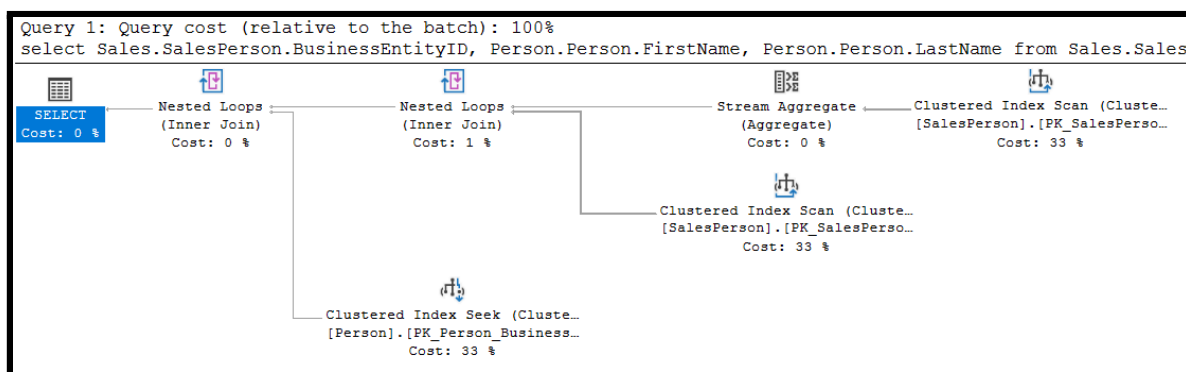 Query 1: Query cost (relative to the batch): 100%
select Sales.SalesPerson.BusinessEntityID, Person.Person.FirstName, Person.Person.LastName from Sales.Sales
SELECT
Cost: 0 %
Nested Loops
(Inner Join)
Cost: 0 %
Nested Loops
(Inner Join)
Cost: 1 %
Stream Aggregate
(Aggregate)
Cost: 0 %
Clustered Index Scan (Cluste…
[SalesPerson].[PK_SalesPerso…
Cost: 33 %
Clustered Index Scan (Cluste…
[SalesPerson].[PK_SalesPerso…
Cost: 33 %
Clustered Index Seek (Cluste…
[Person].[PK_Person_Business…
Cost: 33 %